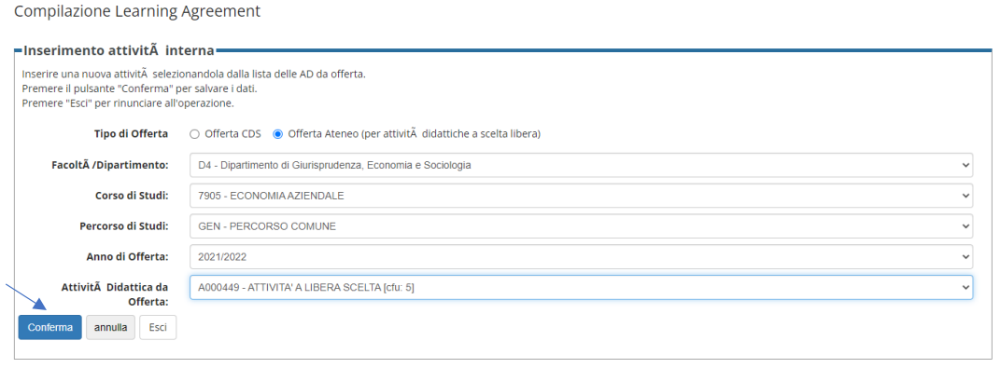 Compilazione Learning Agreement
Inserimento attivitÃ  interna
Inserire una nuova attivitÃ  selezionandola dalla lista delle AD da offerta.
Premere il pulsante "Conferma" per salvare i dati.
Premere "Esci" per rinunciare all'operazione.
Tipo di Offerta Offerta CDS Offerta Ateneo (per attivitÃ  didattiche a scelta libera)
FacoltÃ /Dipartimento: D4 - Dipartimento di Giurisprudenza, Economia e Sociologia
Corso di Studi: 7905 - ECONOMIA AZIENDALE
Percorso di Studi: GEN - PERCORSO COMUNE
Anno di Offerta: 2021/2022
AttivitÃ  Didattica da Offerta: A000449 - ATTIVITA' A LIBERA SCELTA [cfu: 5]
Conferma annulla Esci